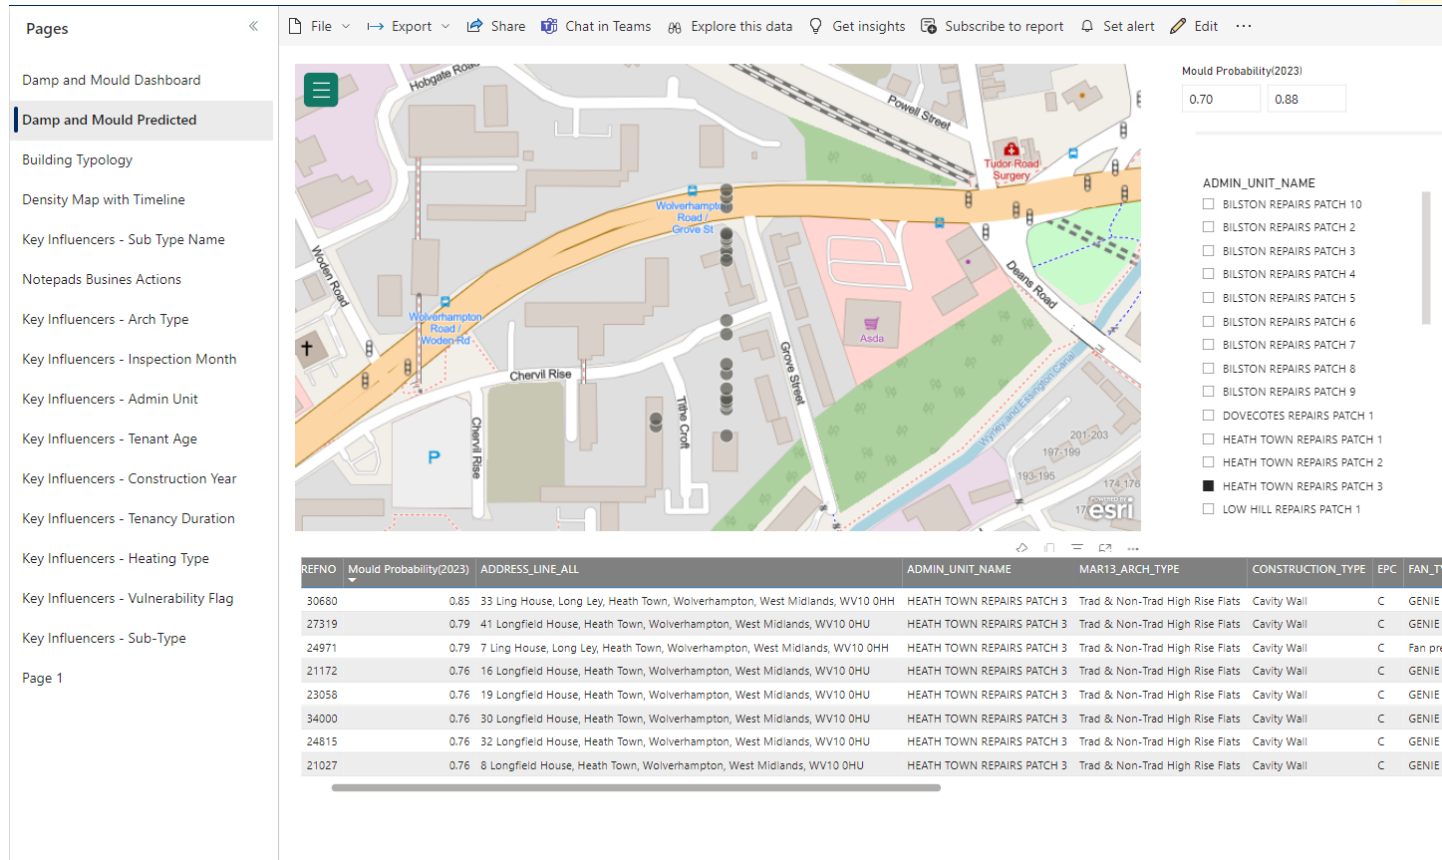 Pages
Damp and Mould Dashboard
Damp and Mould Predicted
Building Typology
Density Map with Timeline
Key Influencers - Sub Type Name
Notepads Busines Actions
Key Influencers - Arch Type
Key Influencers - Inspection Month
Key Influencers - Admin Unit
Key Influencers - Tenant Age
Key Influencers - Construction Year
Key Influencers - Tenancy Duration
Key Influencers - Heating Type
Key Influencers - Vulnerability Flag
Key Influencers - Sub-Type
Page 1
File Export Share Chat in Teams Explore this data Get insights Subscribe to report Set alert Edit
Hobgate Road
Powell Street
Tudor Road
Surgery
Wolverhampt
Road /
Grove St
Woden Road
Deans Road
Wolverhampton
Road /
Woden Rd
Asda
Chervil Rise
Grove Street
Tithe Croft
Chervil Rise
P
Wyrley and Essington Canal
201-203
197-199
193-195
174 176
17
POWERED BY
esri
Mould Probability(2023)
0.70 0.88
ADMIN_UNIT_NAME
BILSTON REPAIRS PATCH 10
BILSTON REPAIRS PATCH 2
BILSTON REPAIRS PATCH 3
BILSTON REPAIRS PATCH 4
BILSTON REPAIRS PATCH 5
BILSTON REPAIRS PATCH 6
BILSTON REPAIRS PATCH 7
BILSTON REPAIRS PATCH 8
BILSTON REPAIRS PATCH 9
DOVECOTES REPAIRS PATCH 1
HEATH TOWN REPAIRS PATCH 1
HEATH TOWN REPAIRS PATCH 2
HEATH TOWN REPAIRS PATCH 3
LOW HILL REPAIRS PATCH 1
REFNO Mould Probability(2023) ADDRESS_LINE_ALL ADMIN_UNIT_NAME MAR13_ARCH_TYPE CONSTRUCTION_TYPE EPC FAN_TY
30680 0.85 33 Ling House, Long Ley, Heath Town, Wolverhampton, West Midlands, WV10 0HH HEATH TOWN REPAIRS PATCH 3 Trad & Non-Trad High Rise Flats Cavity Wall C GENIE
27319 0.79 41 Longfield House, Heath Town, Wolverhampton, West Midlands, WV10 0HU HEATH TOWN REPAIRS PATCH 3 Trad & Non-Trad High Rise Flats Cavity Wall C GENIE
24971 0.79 7 Ling House, Long Ley, Heath Town, Wolverhampton, West Midlands, WV10 0HH HEATH TOWN REPAIRS PATCH 3 Trad & Non-Trad High Rise Flats Cavity Wall C Fan pre
21172 0.76 16 Longfield House, Heath Town, Wolverhampton, West Midlands, WV10 0HU HEATH TOWN REPAIRS PATCH 3 Trad & Non-Trad High Rise Flats Cavity Wall C GENIE
23058 0.76 19 Longfield House, Heath Town, Wolverhampton, West Midlands, WV10 0HU HEATH TOWN REPAIRS PATCH 3 Trad & Non-Trad High Rise Flats Cavity Wall C GENIE
34000 0.76 30 Longfield House, Heath Town, Wolverhampton, West Midlands, WV10 0HU HEATH TOWN REPAIRS PATCH 3 Trad & Non-Trad High Rise Flats Cavity Wall C GENIE
24815 0.76 32 Longfield House, Heath Town, Wolverhampton, West Midlands, WV10 0HU HEATH TOWN REPAIRS PATCH 3 Trad & Non-Trad High Rise Flats Cavity Wall C GENIE
21027 0.76 8 Longfield House, Heath Town, Wolverhampton, West Midlands, WV10 0HU HEATH TOWN REPAIRS PATCH 3 Trad & Non-Trad High Rise Flats Cavity Wall C GENIE